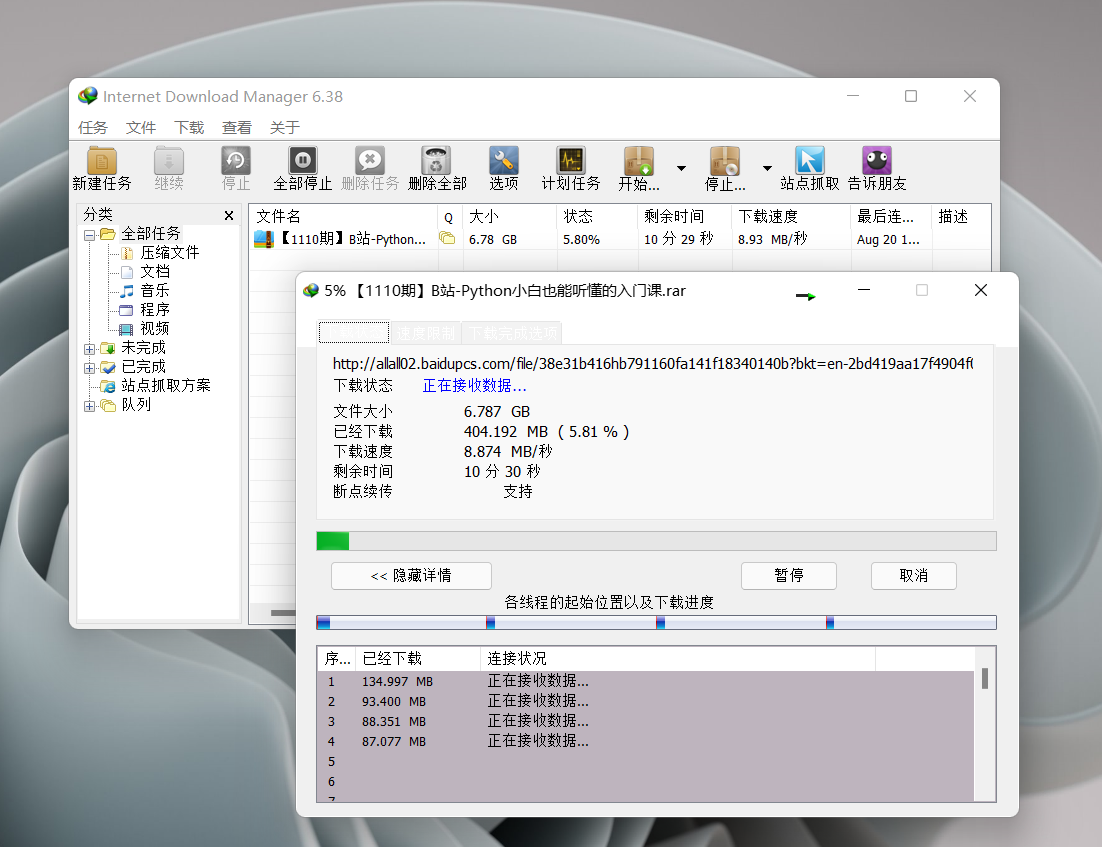 Internet Download Manager 6.38
任务 文件 下载 查看 关于
新建任务 继续 停止 全部停止 删除任务 删除全部 选项 计划任务 开始... 停止... 站点抓取 告诉朋友
分类
全部任务
压缩文件
文档
音乐
程序
视频
未完成
已完成
站点抓取方案
队列
文件名 Q 大小 状态 剩余时间 下载速度 最后连... 描述
【1110期】B站-Python... 6.78 GB 5.80% 10 分 29 秒 8.93 MB/秒 Aug 20 1...
5% 【1110期】B站-Python小白也能听懂的入门课.rar
速度限制 下载完成选项
http://allall02.baidupcs.com/file/38e31b416hb791160fa141f18340140b?bkt=en-2bd419aa17f4904f
下载状态 正在接收数据...
文件大小 6.787 GB
已经下载 404.192 MB ( 5.81 % )
下载速度 8.874 MB/秒
剩余时间 10 分 30 秒
断点续传 支持
<< 隐藏详情 暂停 取消
各线程的起始位置以及下载进度
序... 已经下载 连接状况
1 134.997 MB 正在接收数据...
2 93.400 MB 正在接收数据...
3 88.351 MB 正在接收数据...
4 87.077 MB 正在接收数据...
5
6